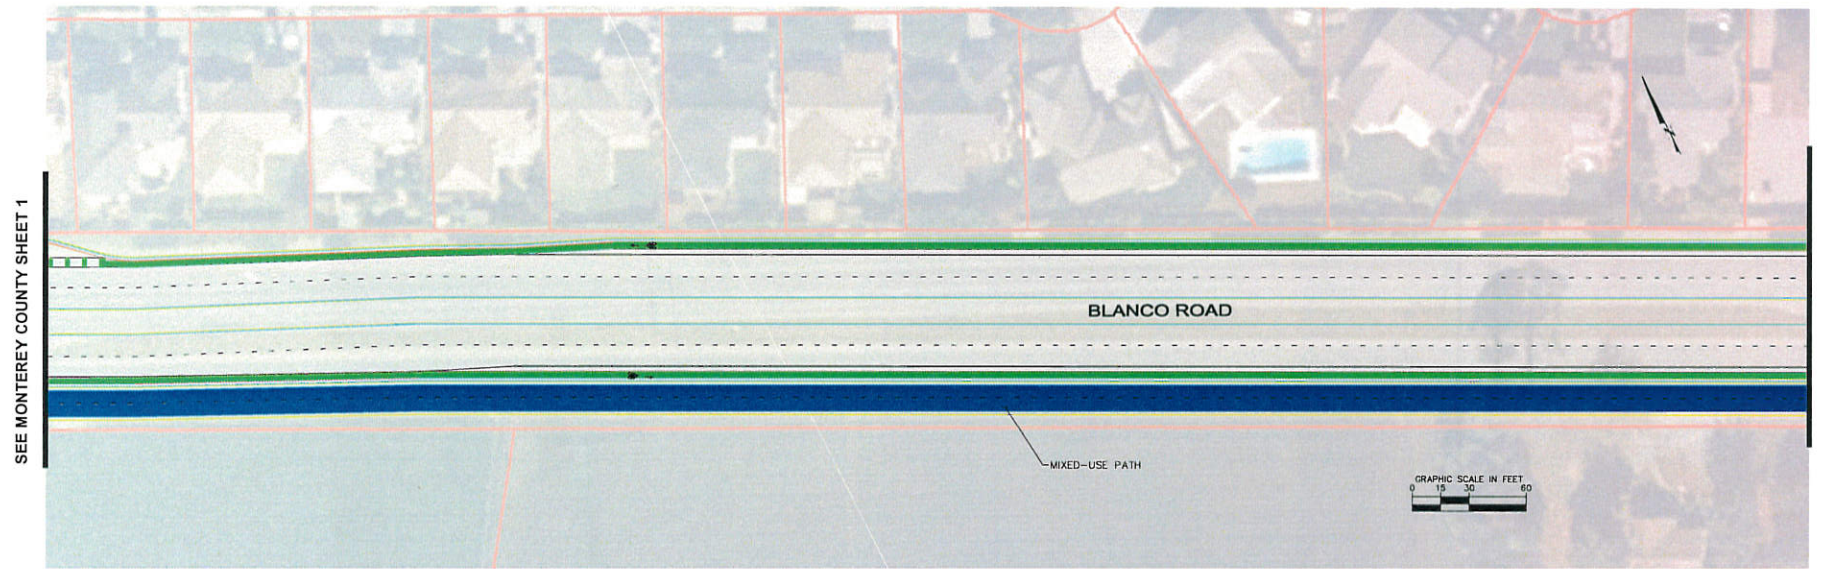 SEE MONTEREY COUNTY SHEET 1
BLANCO ROAD
MIXED-USE PATH
GRAPHIC SCALE IN FEET
0 15 30 60